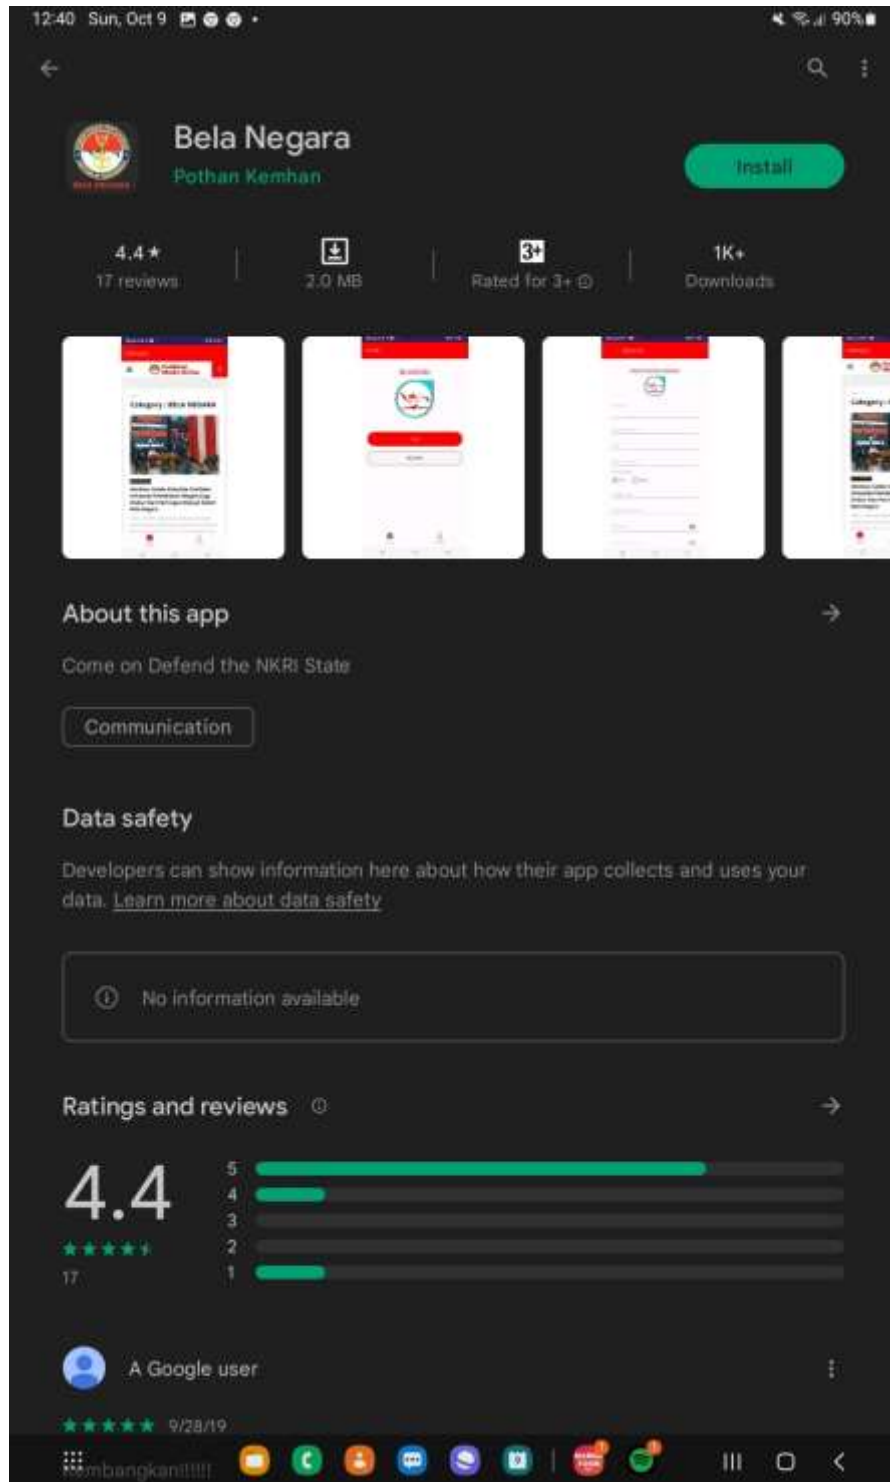 12:40 Sun, Oct 9
90%
Bela Negara
Pothan Kemhan
Install
4.4★
17 reviews
2.0 MB
3+
Rated for 3+
1K+
Downloads
Category : BELA NEGARA
About this app
Come on Defend the NKRI State
Communication
Data safety
Developers can show information here about how their app collects and uses your
data. Learn more about data safety
No information available
Ratings and reviews
4.4
5
4
3
2
1
17
A Google user
9/28/19